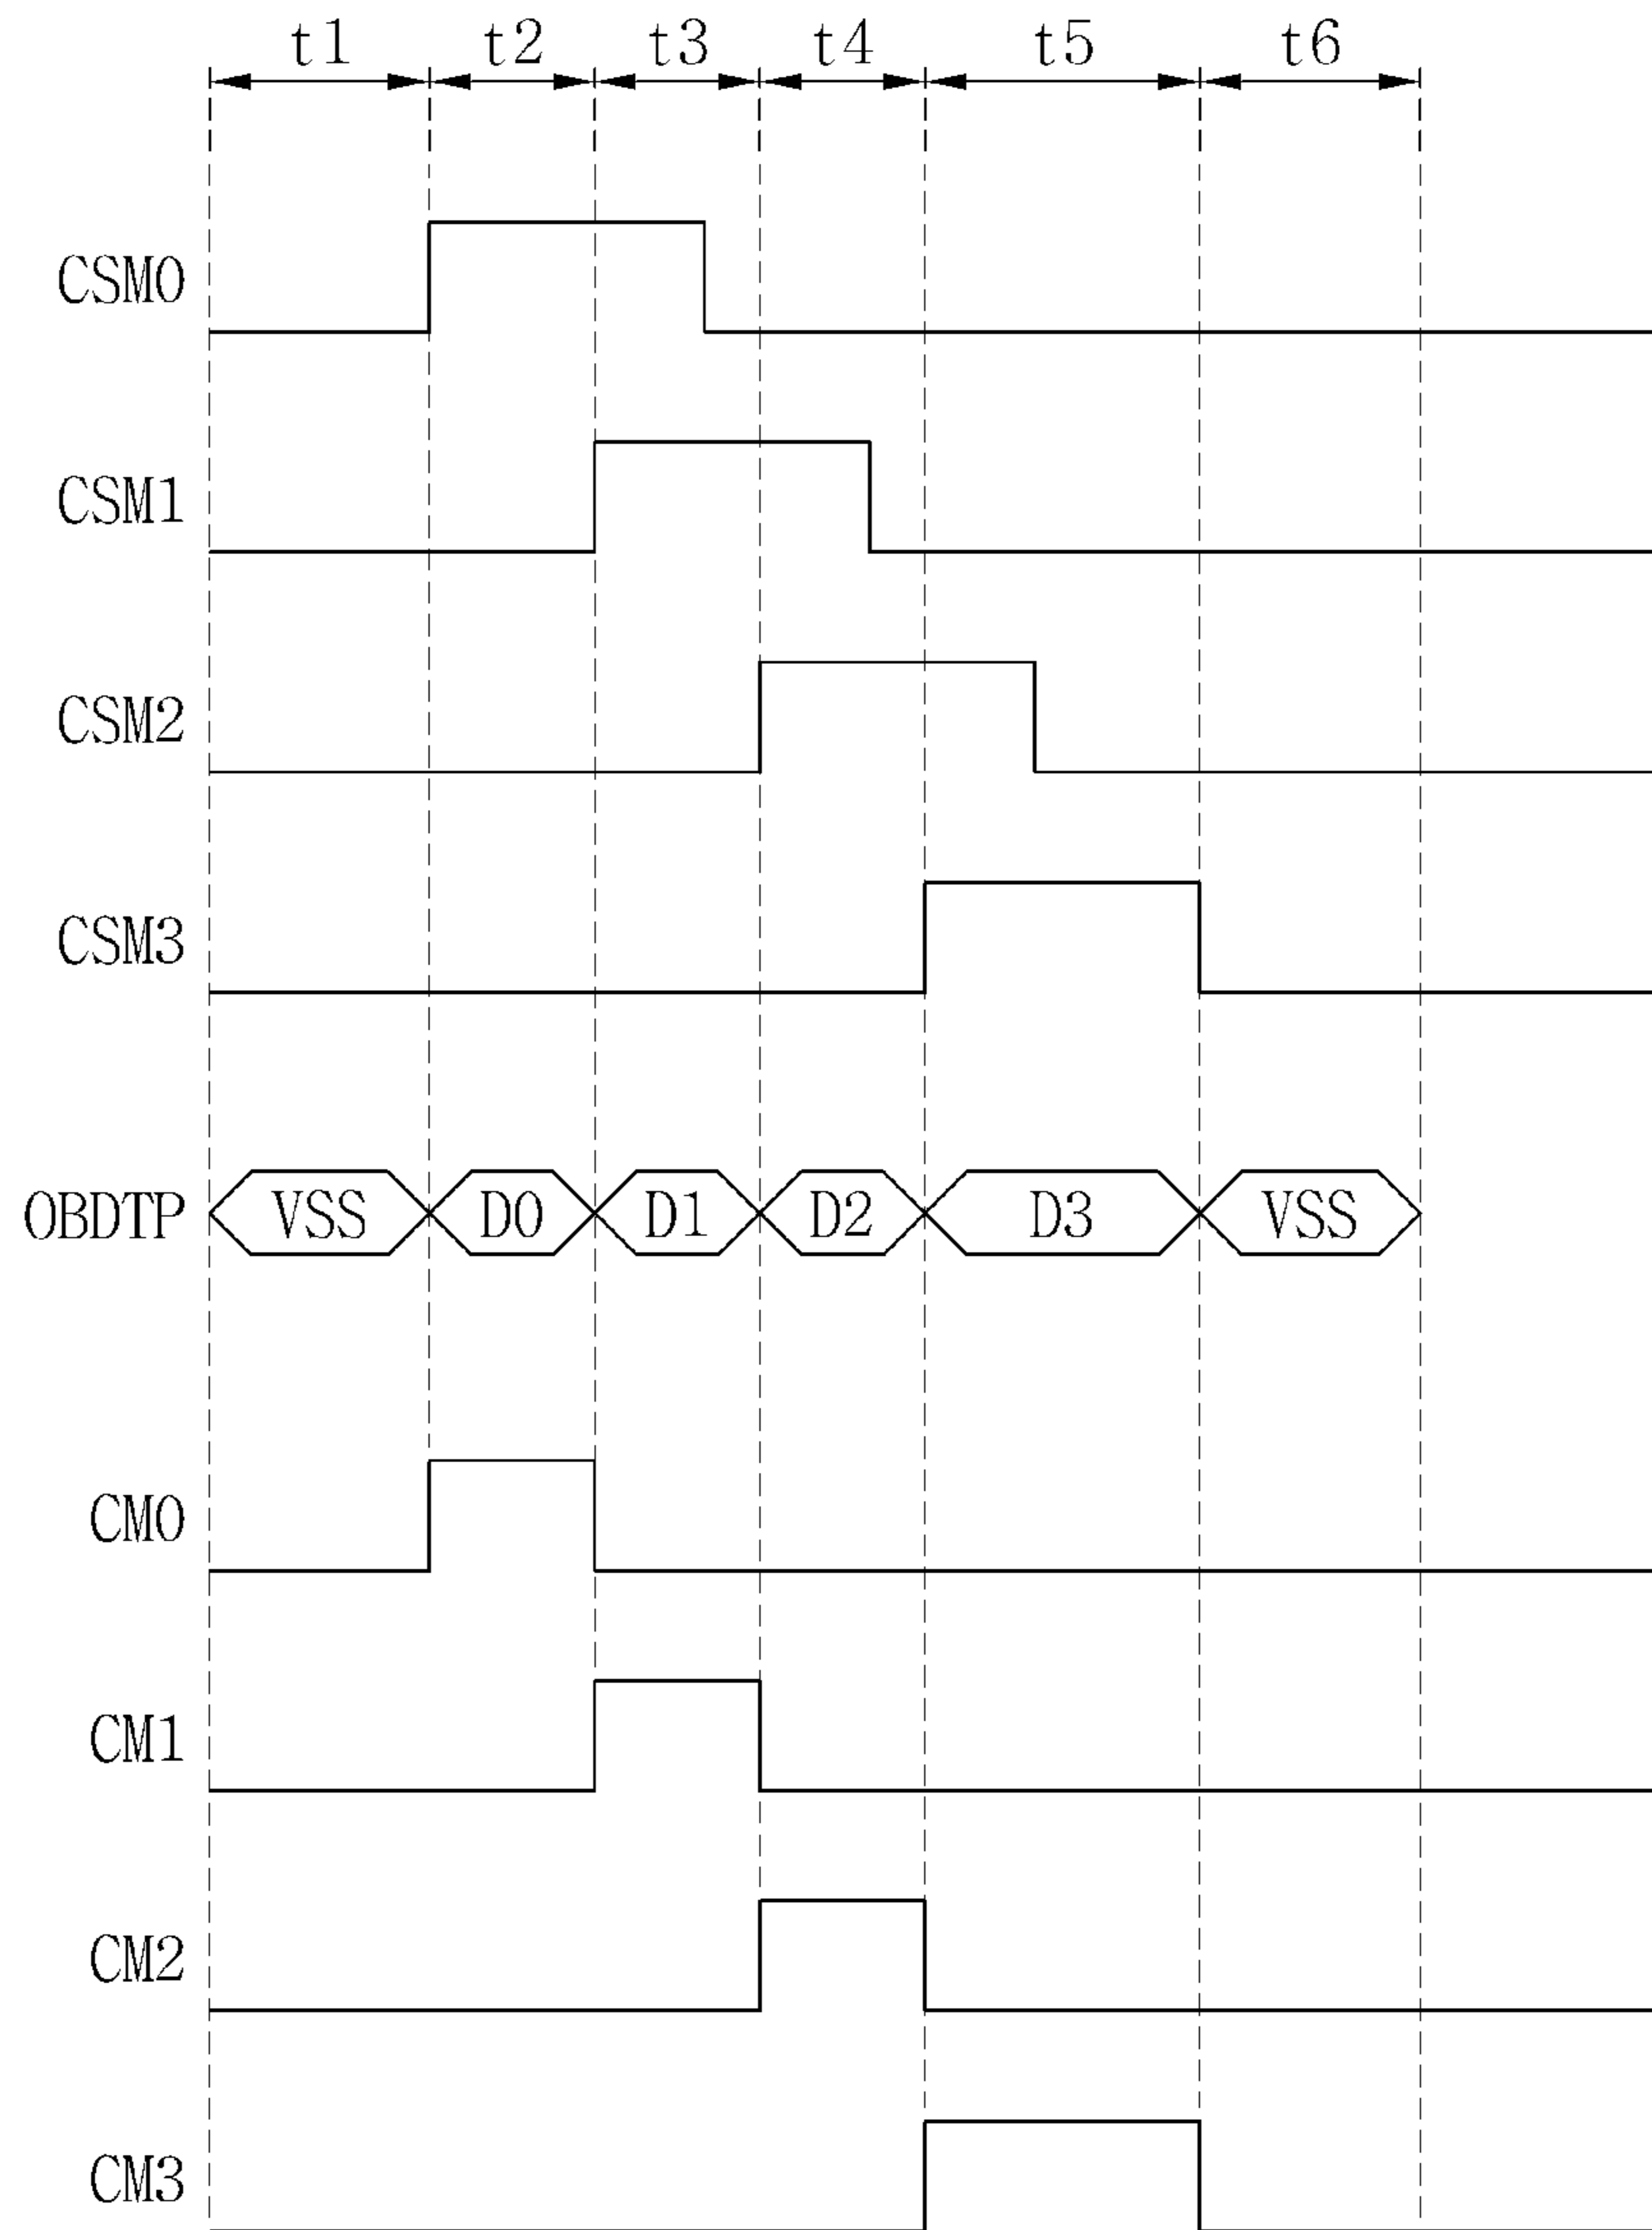 t1 t2 t3 t4 t5 t6
CSM0
CSM1
CSM2
CSM3
OBDTP VSS D0 D1 D2 D3 VSS
CM0
CM1
CM2
CM3